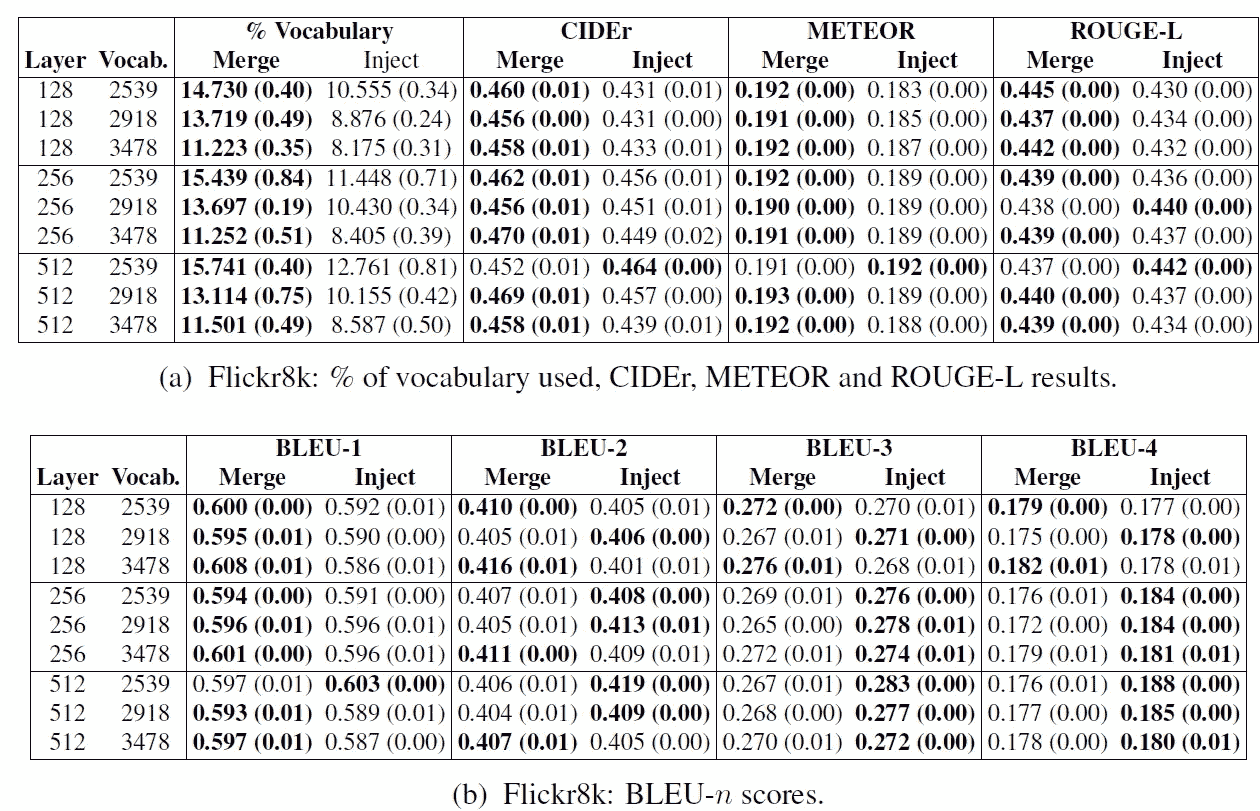 % Vocabulary CIDEr METEOR ROUGE-L
Layer Vocab. Merge Inject Merge Inject Merge Inject Merge Inject
128 2539 14.730 (0.40) 10.555 (0.34) 0.460 (0.01) 0.431 (0.01) 0.192 (0.00) 0.183 (0.00) 0.445 (0.00) 0.430 (0.00)
128 2918 13.719 (0.49) 8.876 (0.24) 0.456 (0.00) 0.431 (0.00) 0.191 (0.00) 0.185 (0.00) 0.437 (0.00) 0.434 (0.00)
128 3478 11.223 (0.35) 8.175 (0.31) 0.458 (0.01) 0.433 (0.01) 0.192 (0.00) 0.187 (0.00) 0.442 (0.00) 0.432 (0.00)
256 2539 15.439 (0.84) 11.448 (0.71) 0.462 (0.01) 0.456 (0.01) 0.192 (0.00) 0.189 (0.00) 0.439 (0.00) 0.436 (0.00)
256 2918 13.697 (0.19) 10.430 (0.34) 0.456 (0.01) 0.451 (0.01) 0.190 (0.00) 0.189 (0.00) 0.438 (0.00) 0.440 (0.00)
256 3478 11.252 (0.51) 8.405 (0.39) 0.470 (0.01) 0.449 (0.02) 0.191 (0.00) 0.189 (0.00) 0.439 (0.00) 0.437 (0.00)
512 2539 15.741 (0.40) 12.761 (0.81) 0.452 (0.01) 0.464 (0.00) 0.191 (0.00) 0.192 (0.00) 0.437 (0.00) 0.442 (0.00)
512 2918 13.114 (0.75) 10.155 (0.42) 0.469 (0.01) 0.457 (0.00) 0.193 (0.00) 0.189 (0.00) 0.440 (0.00) 0.437 (0.00)
512 3478 11.501 (0.49) 8.587 (0.50) 0.458 (0.01) 0.439 (0.01) 0.192 (0.00) 0.188 (0.00) 0.439 (0.00) 0.434 (0.00)
(a) Flickr8k: % of vocabulary used, CIDEr, METEOR and ROUGE-L results.
BLEU-1 BLEU-2 BLEU-3 BLEU-4
Layer Vocab. Merge Inject Merge Inject Merge Inject Merge Inject
128 2539 0.600 (0.00) 0.592 (0.01) 0.410 (0.00) 0.405 (0.01) 0.272 (0.00) 0.270 (0.01) 0.179 (0.00) 0.177 (0.00)
128 2918 0.595 (0.01) 0.590 (0.00) 0.405 (0.01) 0.406 (0.00) 0.267 (0.01) 0.271 (0.00) 0.175 (0.00) 0.178 (0.00)
128 3478 0.608 (0.01) 0.586 (0.01) 0.416 (0.01) 0.401 (0.01) 0.276 (0.01) 0.268 (0.01) 0.182 (0.01) 0.178 (0.01)
256 2539 0.594 (0.00) 0.591 (0.00) 0.407 (0.01) 0.408 (0.00) 0.269 (0.01) 0.276 (0.00) 0.176 (0.01) 0.184 (0.00)
256 2918 0.596 (0.01) 0.596 (0.01) 0.405 (0.01) 0.413 (0.01) 0.265 (0.00) 0.278 (0.01) 0.172 (0.00) 0.184 (0.00)
256 3478 0.601 (0.00) 0.596 (0.01) 0.411 (0.00) 0.409 (0.01) 0.272 (0.01) 0.274 (0.01) 0.179 (0.01) 0.181 (0.01)
512 2539 0.597 (0.01) 0.603 (0.00) 0.406 (0.01) 0.419 (0.00) 0.267 (0.01) 0.283 (0.00) 0.176 (0.01) 0.188 (0.00)
512 2918 0.593 (0.01) 0.589 (0.01) 0.404 (0.01) 0.409 (0.00) 0.268 (0.00) 0.277 (0.00) 0.177 (0.00) 0.185 (0.00)
512 3478 0.597 (0.01) 0.587 (0.00) 0.407 (0.01) 0.405 (0.00) 0.270 (0.01) 0.272 (0.00) 0.178 (0.00) 0.180 (0.01)
(b) Flickr8k: BLEU-n scores.